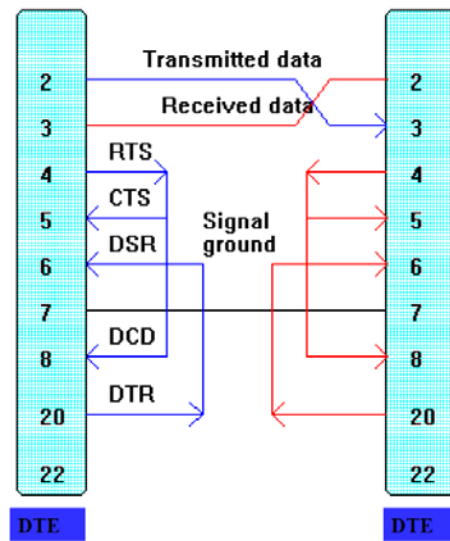 Transmitted data
2 2
Received data
3 3
RTS
4 4
CTS
5 5
Signal
ground
DSR
6 6
7 7
DCD
8 8
DTR
20 20
22 22
DTE DTE